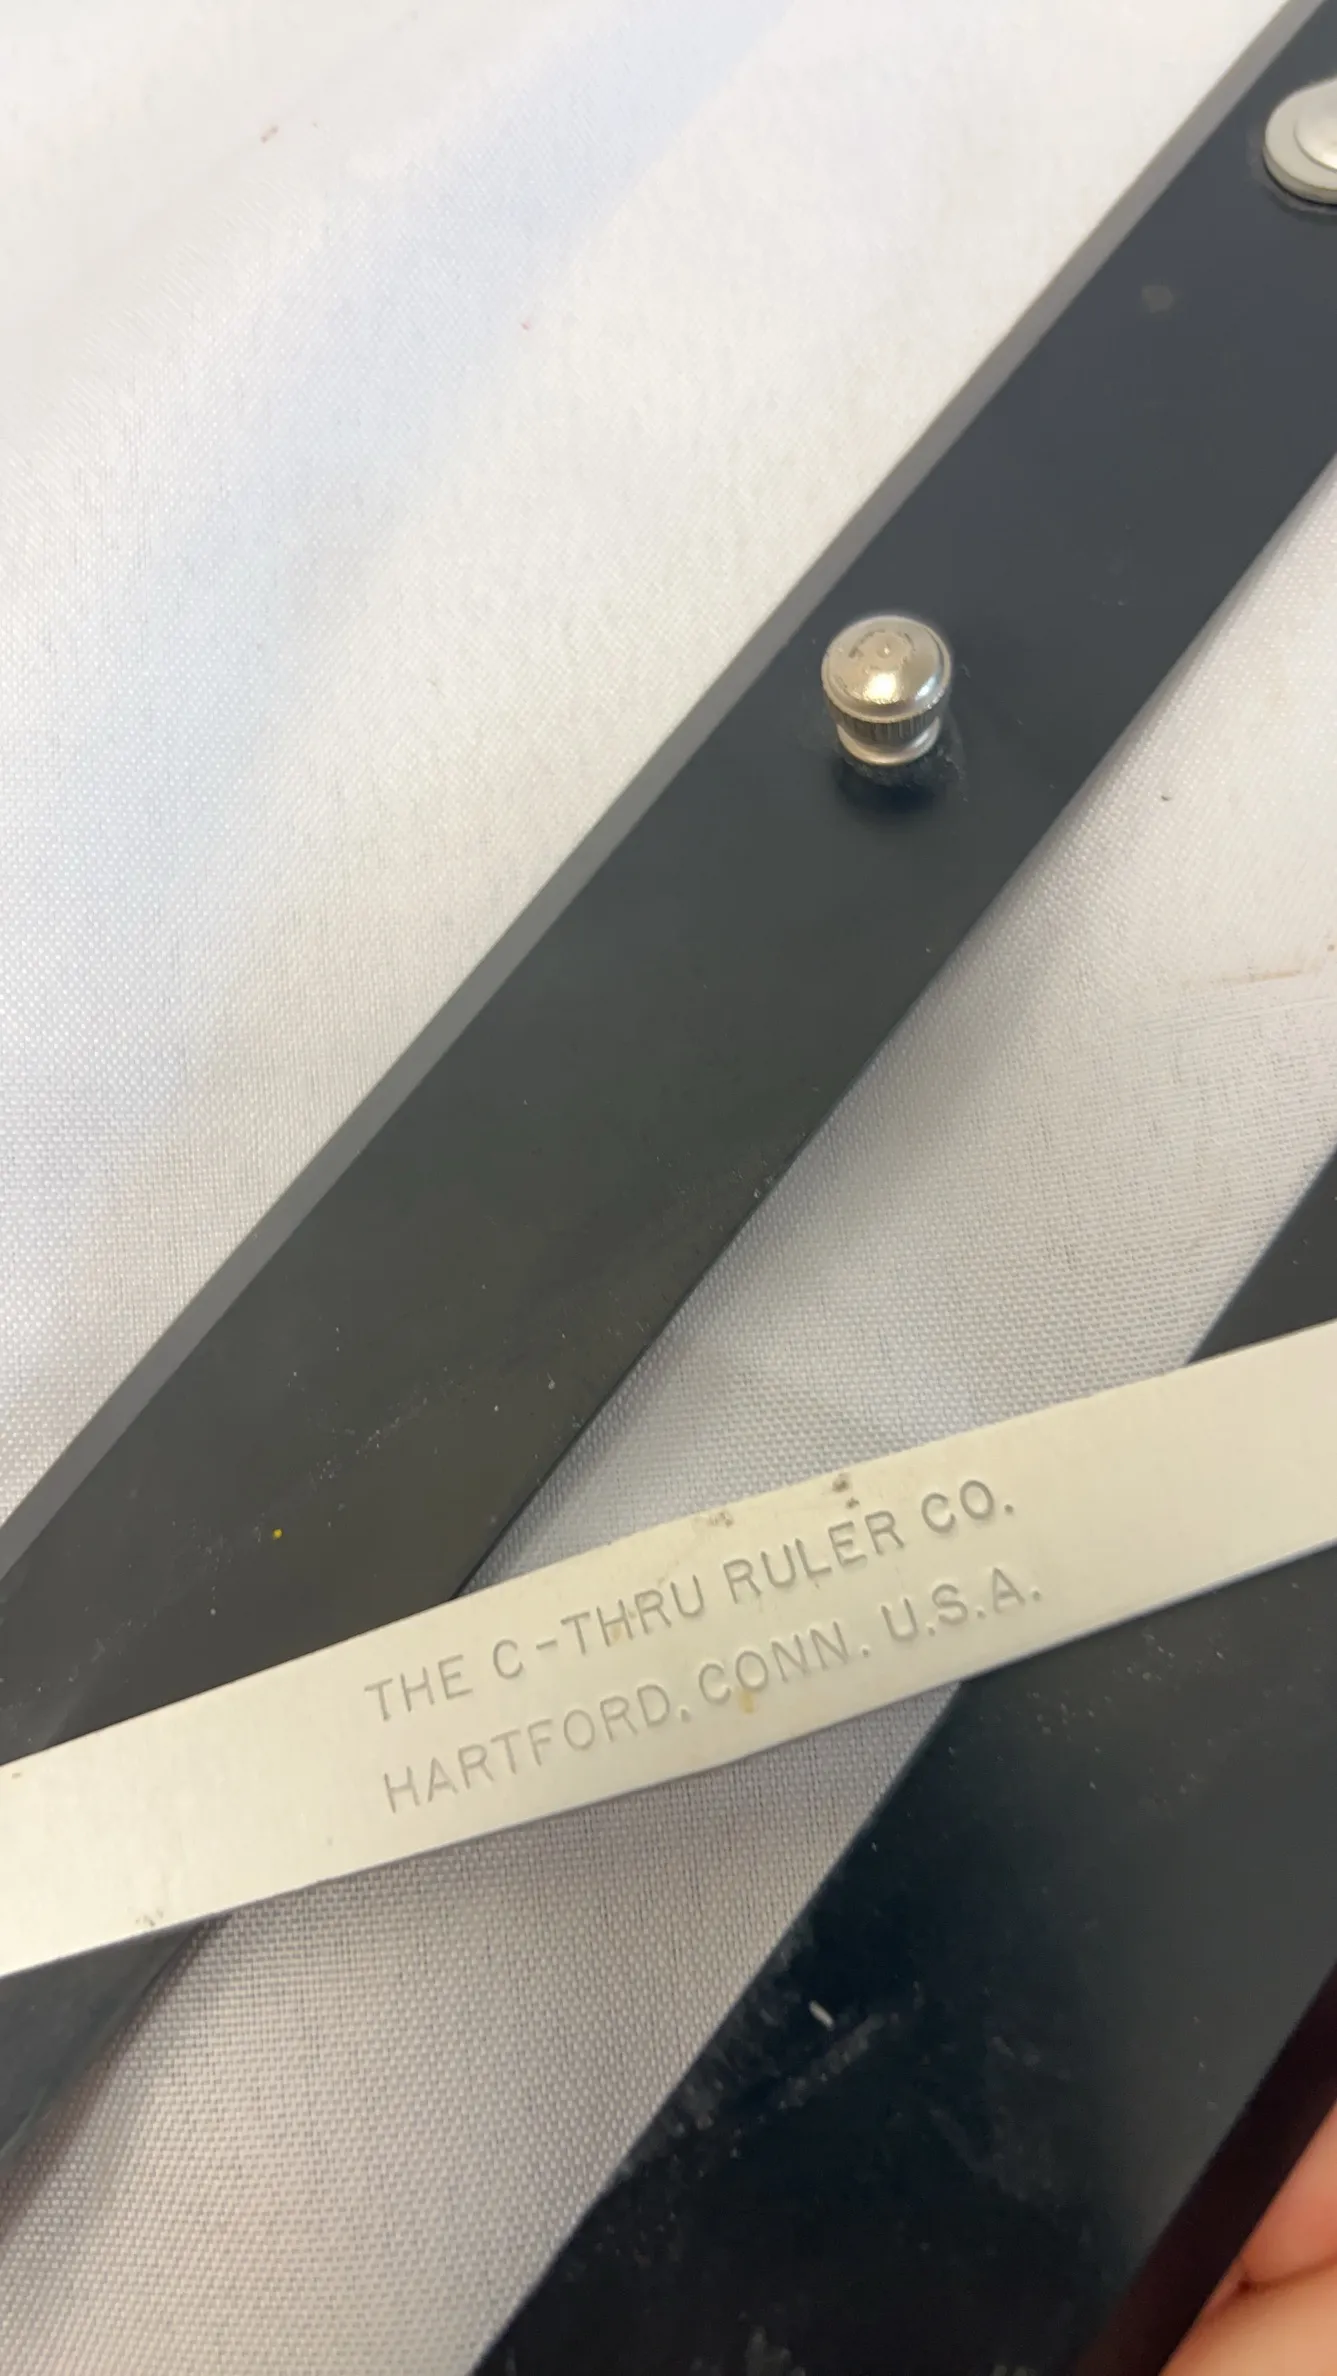 THE C-THRU RULER CO.
HARTFORD, CONN. U.S.A.